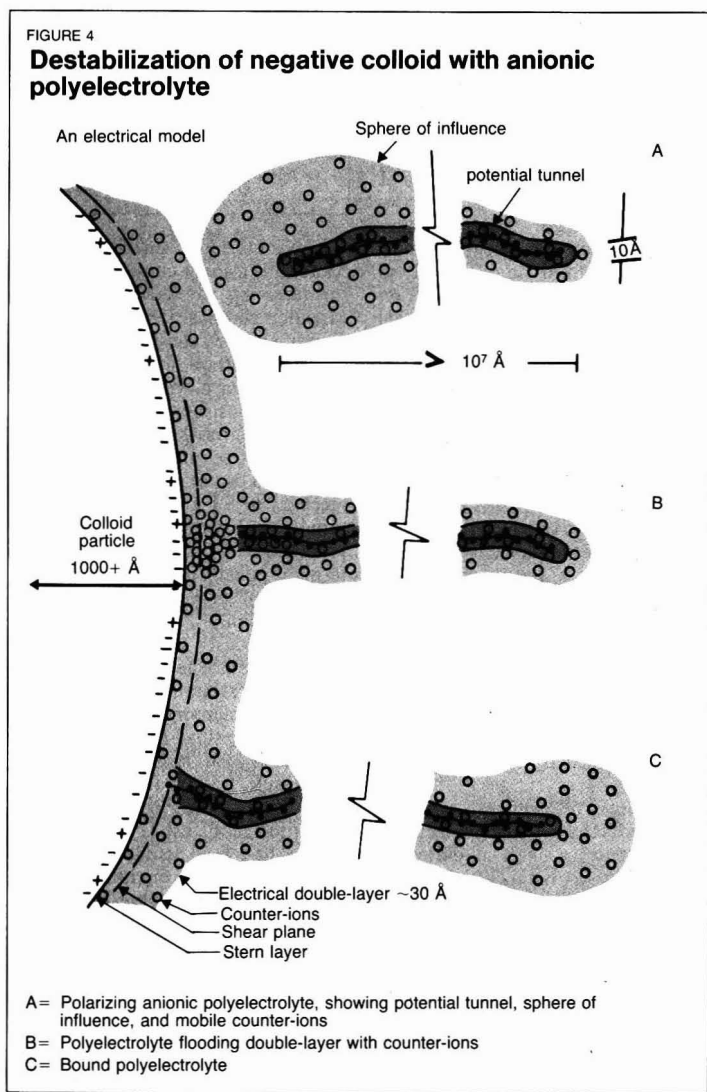 FIGURE 4
Destabilization of negative colloid with anionic
polyelectrolyte
An electrical model
Sphere of influence
A
potential tunnel
10Å
10⁷ Å
B
Colloid
particle
1000+ Å
C
Electrical double-layer ~30 Å
Counter-ions
Shear plane
Stern layer
A= Polarizing anionic polyelectrolyte, showing potential tunnel, sphere of
influence, and mobile counter-ions
B= Polyelectrolyte flooding double-layer with counter-ions
C= Bound polyelectrolyte